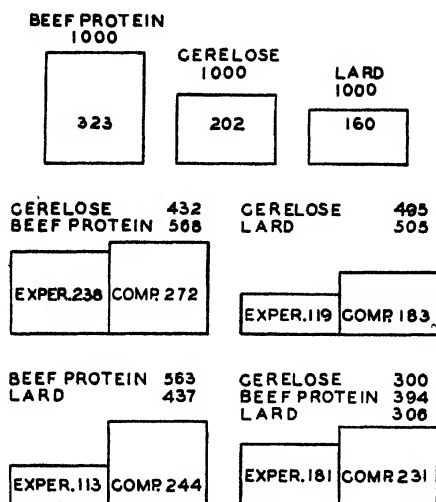 BEEF PROTEIN
1000
323
CERELOSE
1000
202
LARD
1000
160
CERELOSE 432
BEEF PROTEIN 568
EXPER. 238 COMP. 272
CERELOSE 495
LARD 505
EXPER. 119 COMP. 183
BEEF PROTEIN 563
LARD 437
EXPER. 113 COMP. 244
CERELOSE 300
BEEF PROTEIN 394
LARD 306
EXPER. 181 COMP. 231